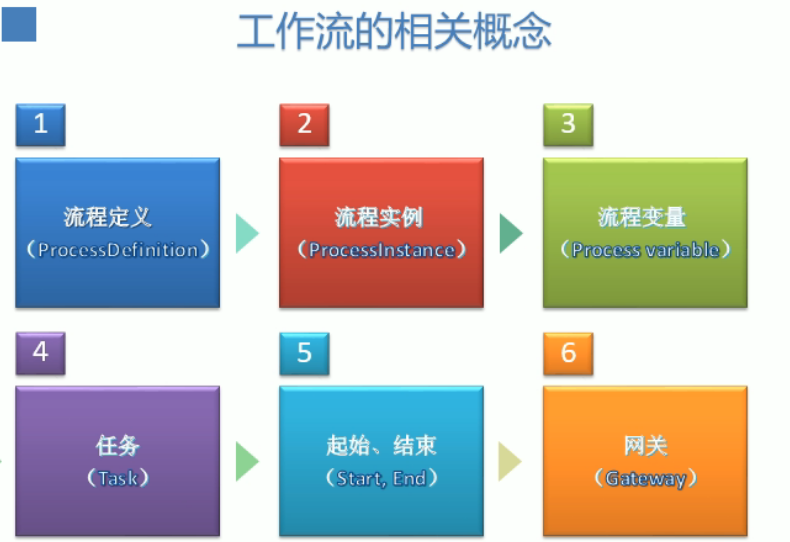 工作流的相关概念
1
流程定义
（ProcessDefinition）
2
流程实例
（ProcessInstance）
3
流程变量
（Process variable）
4
任务
（Task）
5
起始、结束
（Start, End）
6
网关
（Gateway）